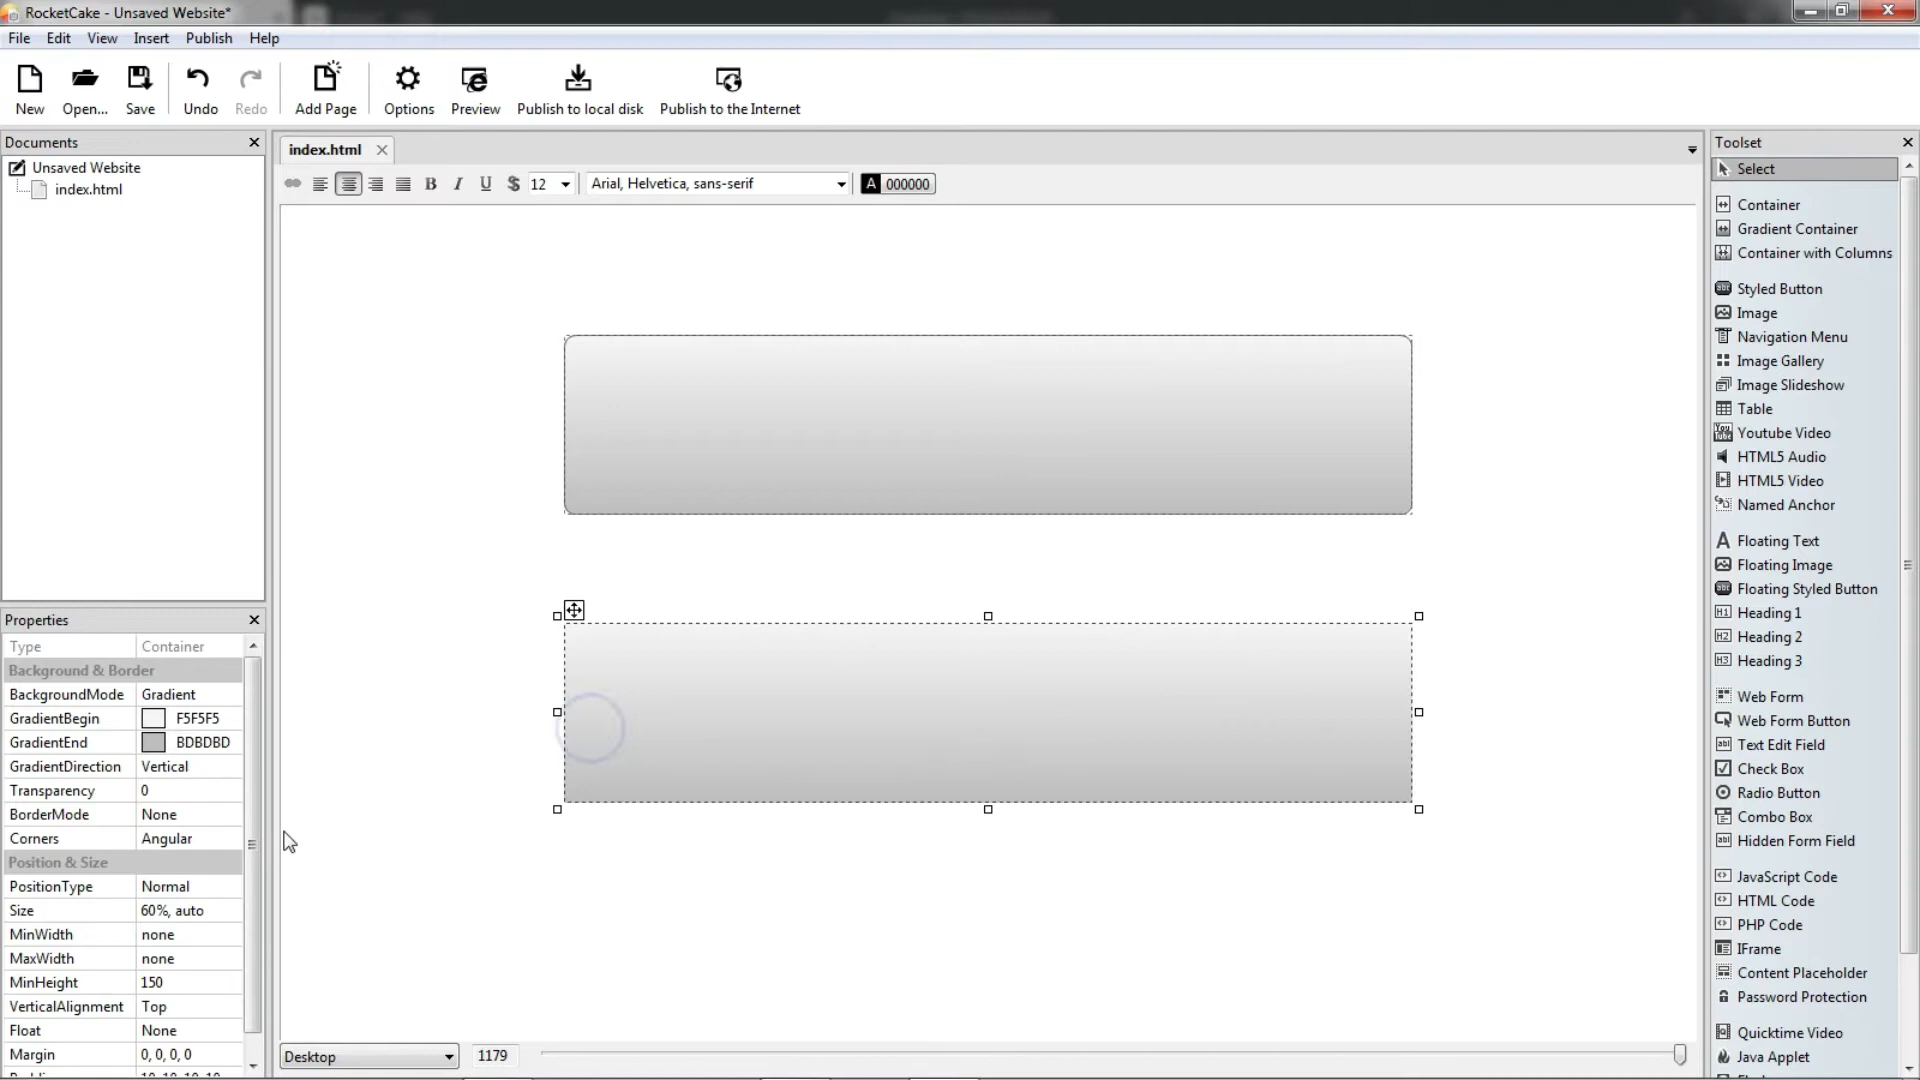 RocketCake - Unsaved Website*
File Edit View Insert Publish Help
New Open... Save Undo Redo Add Page Options Preview Publish to local disk Publish to the Internet
Documents
Unsaved Website
index.html
index.html
12 Arial, Helvetica, sans-serif A 000000
Properties
Type Container
Background & Border
BackgroundMode Gradient
GradientBegin F5F5F5
GradientEnd BDBDBD
GradientDirection Vertical
Transparency 0
BorderMode None
Corners Angular
Position & Size
PositionType Normal
Size 60%, auto
MinWidth none
MaxWidth none
MinHeight 150
VerticalAlignment Top
Float None
Margin 0, 0, 0, 0
Desktop 1179
Toolset
Select
Container
Gradient Container
Container with Columns
Styled Button
Image
Navigation Menu
Image Gallery
Image Slideshow
Table
Youtube Video
HTML5 Audio
HTML5 Video
Named Anchor
Floating Text
Floating Image
Floating Styled Button
Heading 1
Heading 2
Heading 3
Web Form
Web Form Button
Text Edit Field
Check Box
Radio Button
Combo Box
Hidden Form Field
JavaScript Code
HTML Code
PHP Code
IFrame
Content Placeholder
Password Protection
Quicktime Video
Java Applet